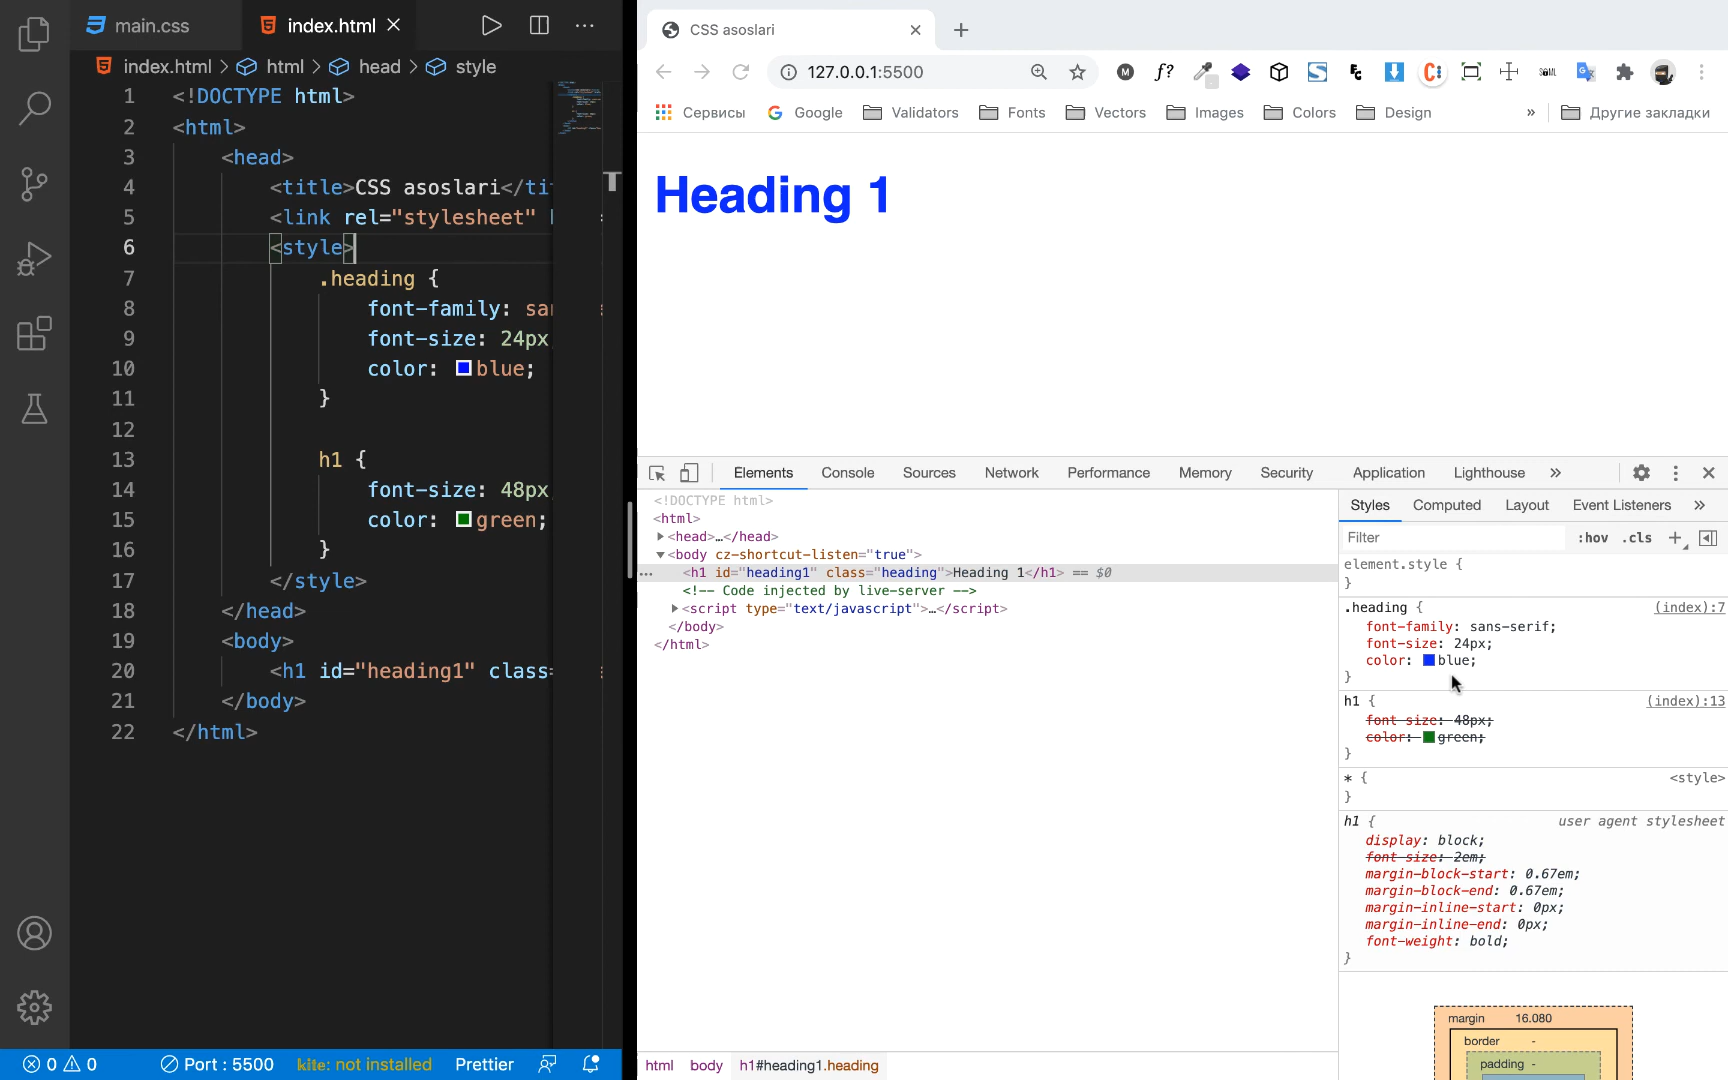 main.css
index.html
index.html > html > head > style
1 <!DOCTYPE html>
2 <html>
3 <head>
4 <title>CSS asoslari</ti
5 <link rel="stylesheet"
6 <style>
7 .heading {
8 font-family: sa
9 font-size: 24px
10 color: blue;
11 }
12
13 h1 {
14 font-size: 48px
15 color: green;
16 }
17 </style>
18 </head>
19 <body>
20 <h1 id="heading1" class=
21 </body>
22 </html>
0 0
Port : 5500
kite: not installed
Prettier
CSS asoslari
127.0.0.1:5500
Сервисы
Google
Validators
Fonts
Vectors
Images
Colors
Design
»
Другие закладки
Heading 1
Elements
Console
Sources
Network
Performance
Memory
Security
Application
Lighthouse
»
<!DOCTYPE html>
<html>
<head>…</head>
<body cz-shortcut-listen="true">
<h1 id="heading1" class="heading">Heading 1</h1> == $0
<!-- Code injected by live-server -->
<script type="text/javascript">…</script>
</body>
</html>
html body h1#heading1.heading
Styles
Computed
Layout
Event Listeners
»
Filter
:hov .cls +
element.style {
}
.heading { (index):7
font-family: sans-serif;
font-size: 24px;
color: blue;
}
h1 { (index):13
font-size: 48px;
color: green;
}
* { <style>
}
h1 { user agent stylesheet
display: block;
font-size: 2em;
margin-block-start: 0.67em;
margin-block-end: 0.67em;
margin-inline-start: 0px;
margin-inline-end: 0px;
font-weight: bold;
}
margin 16.080
border -
padding -